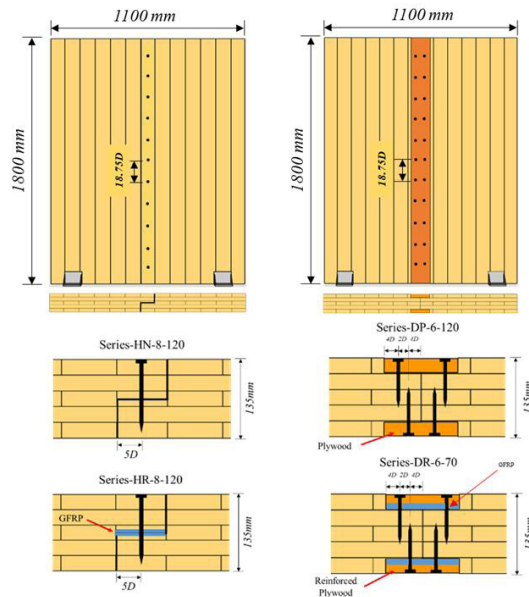 1100 mm
1800 mm
18.75D
1100 mm
1800 mm
18.75D
Series-HN-8-120
135mm
5D
Series-DP-6-120
4D 2D 4D
135mm
Plywood
Series-HR-8-120
GFRP
135mm
5D
Series-DR-6-70
4D 2D 4D
GFRP
135mm
Reinforced
Plywood